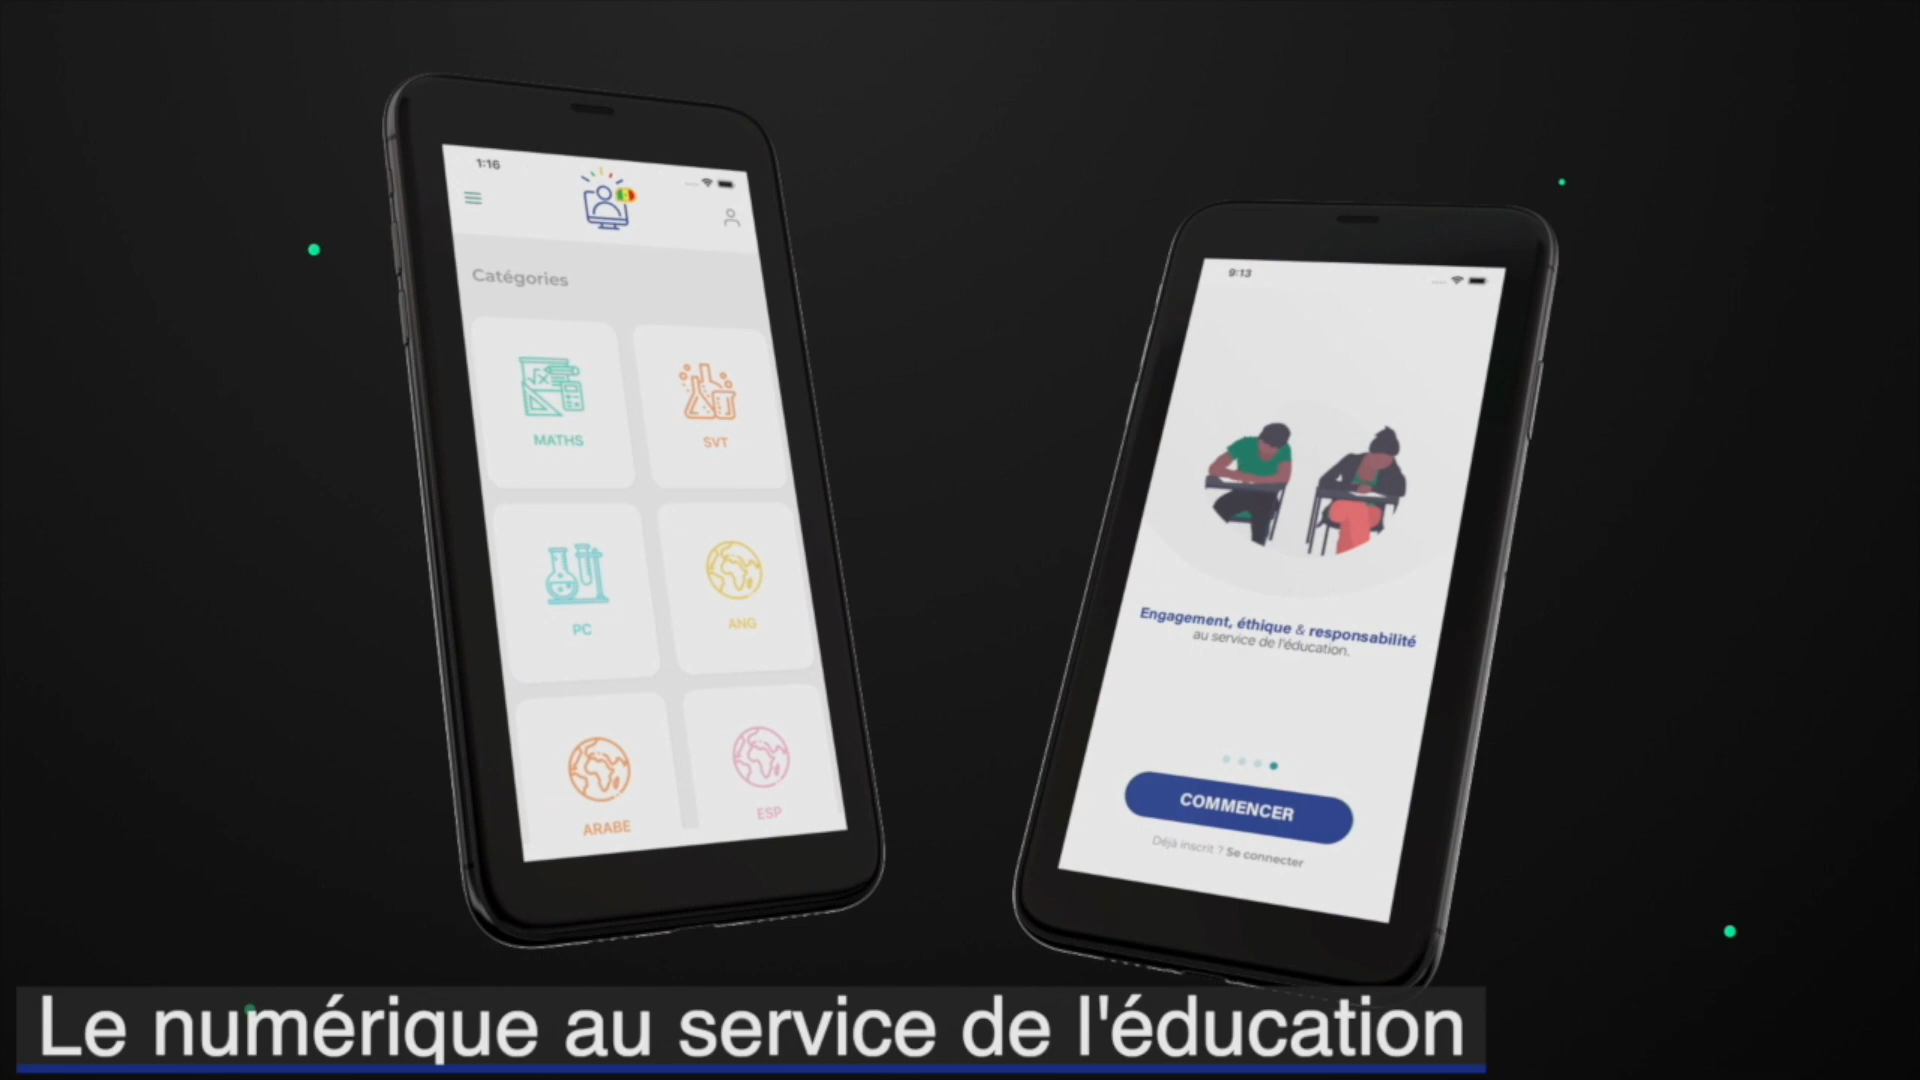 1:16
Catégories
MATHS
SVT
PC
ANG
ARABE
ESP
9:13
Engagement, éthique & responsabilité
au service de l'éducation.
COMMENCER
Déjà inscrit ? Se connecter
Le numérique au service de l'éducation